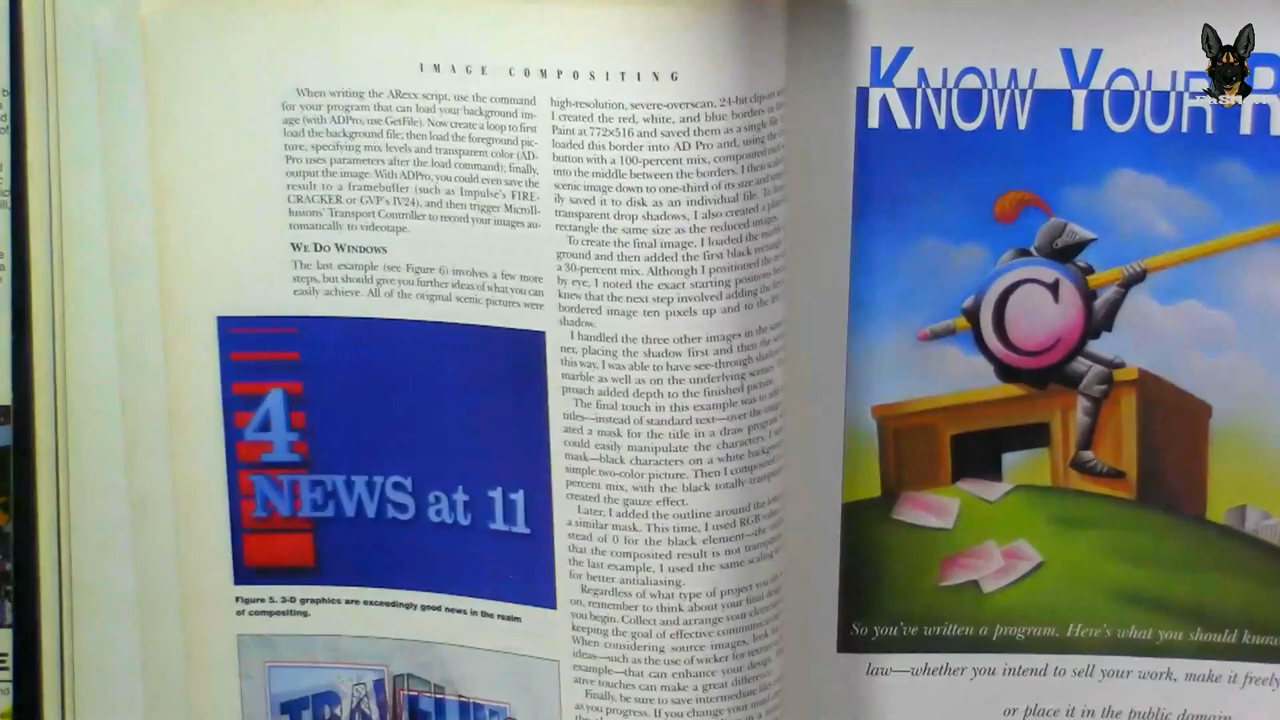 IMAGE COMPOSITING
When writing the ARexx script, use the command
for your program that can load your background im-
age (with ADPro, use GetFile). Now create a loop to first
load the background file; then load the foreground pic-
ture, specifying mix levels and transparent color (AD-
Pro uses parameters after the load command); finally,
output the image. With ADPro, you could even save the
result to a framebuffer (such as Impulse's FIRE-
CRACKER or GVP's IV24), and then trigger MicroIl-
lusions' Transport Controller to record your images au-
tomatically to videotape.
WE DO WINDOWS
The last example (see Figure 6) involves a few more
steps, but should give you further ideas of what you can
easily achieve. All of the original scenic pictures were
4
NEWS at 11
Figure 5. 3-D graphics are exceedingly good news in the realm
of compositing.
high-resolution, severe-overscan, 24-bit
I created the red, white, and blue borders in
Paint at 772×516 and saved them as a single file
loaded this border into AD Pro and, using the
button with a 100-percent mix, composited
into the middle between the borders. I then
scenic image down to one-third of its size and
ily saved it to disk as an individual file. To
transparent drop shadows, I also created a
rectangle the same size as the reduced images.
To create the final image, I loaded the
ground and then added the first black
a 30-percent mix. Although I positioned the
by eye, I noted the exact starting positions
knew that the next step involved adding the
bordered image ten pixels up and to the
shadow.
I handled the three other images in the
ner, placing the shadow first and then the
this way, I was able to have see-through
marble as well as on the underlying
proach added depth to the finished picture.
The final touch in this example was to
titles—instead of standard text—over the
ated a mask for the title in a draw program
could easily manipulate the characters. I
mask—black characters on a white
simple two-color picture. Then I
percent mix, with the black totally
created the gauze effect.
Later, I added the outline around the
a similar mask. This time, I used RGB
stead of 0 for the black element—the
that the composited result is not
the last example, I used the same scaling
for better antialiasing.
Regardless of what type of project you
on, remember to think about your final
you begin. Collect and arrange your
keeping the goal of effective
When considering source images, look
ideas—such as the use of wicker for
example—that can enhance your design.
ative touches can make a great difference.
Finally, be sure to save intermediate
as you progress. If you change your
KNOW YOUR R
C
So you've written a program. Here's what you should know
law—whether you intend to sell your work, make it freely
or place it in the public domain